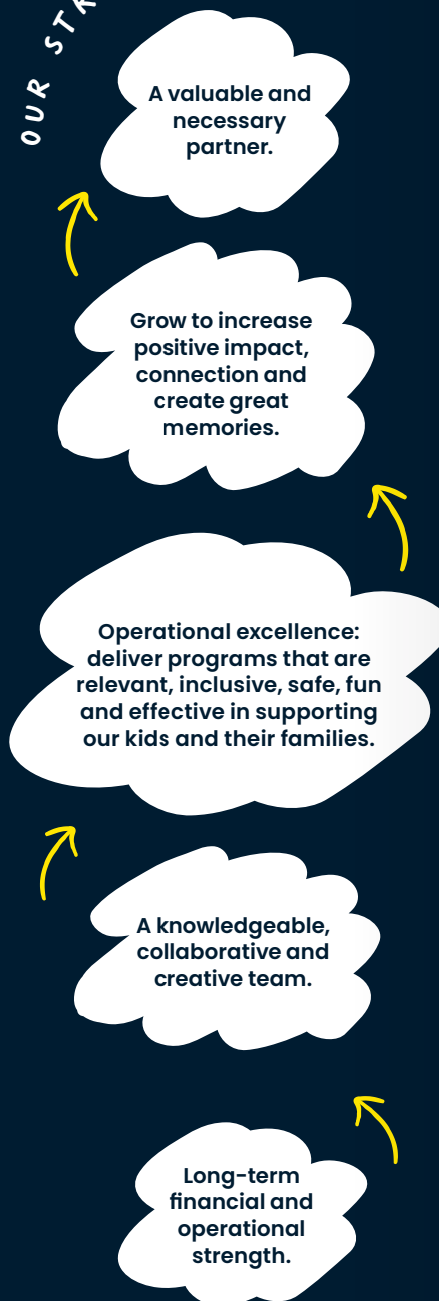 OUR
A valuable and
necessary
partner.
Grow to increase
positive impact,
connection and
create great
memories.
Operational excellence:
deliver programs that are
relevant, inclusive, safe, fun
and effective in supporting
our kids and their families.
A knowledgeable,
collaborative and
creative team.
Long-term
financial and
operational
strength.